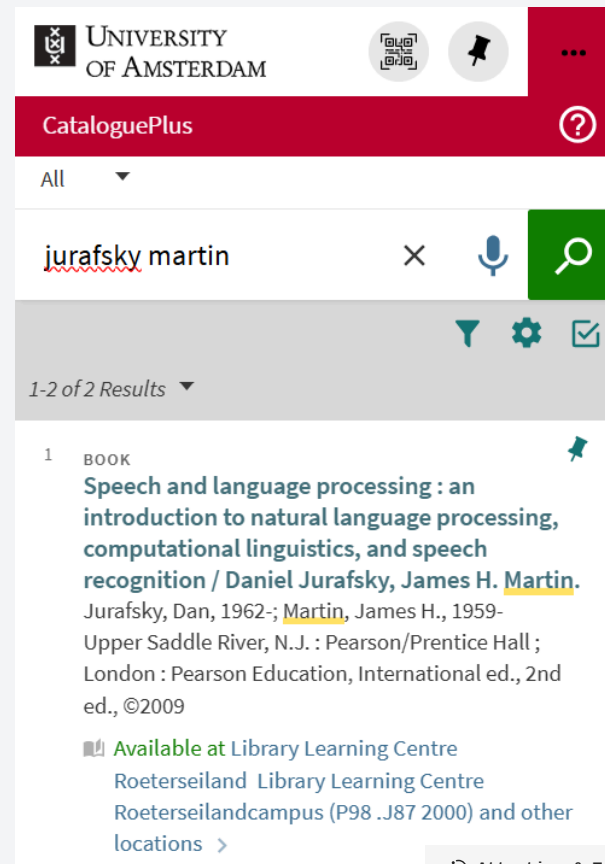 UNIVERSITY
OF AMSTERDAM
CataloguePlus
All
jurafsky martin
1-2 of 2 Results
1
BOOK
Speech and language processing : an
introduction to natural language processing,
computational linguistics, and speech
recognition / Daniel Jurafsky, James H. Martin.
Jurafsky, Dan, 1962-; Martin, James H., 1959-
Upper Saddle River, N.J. : Pearson/Prentice Hall ;
London : Pearson Education, International ed., 2nd
ed., ©2009
Available at Library Learning Centre
Roeterseiland Library Learning Centre
Roeterseilandcampus (P98 .J87 2000) and other
locations >